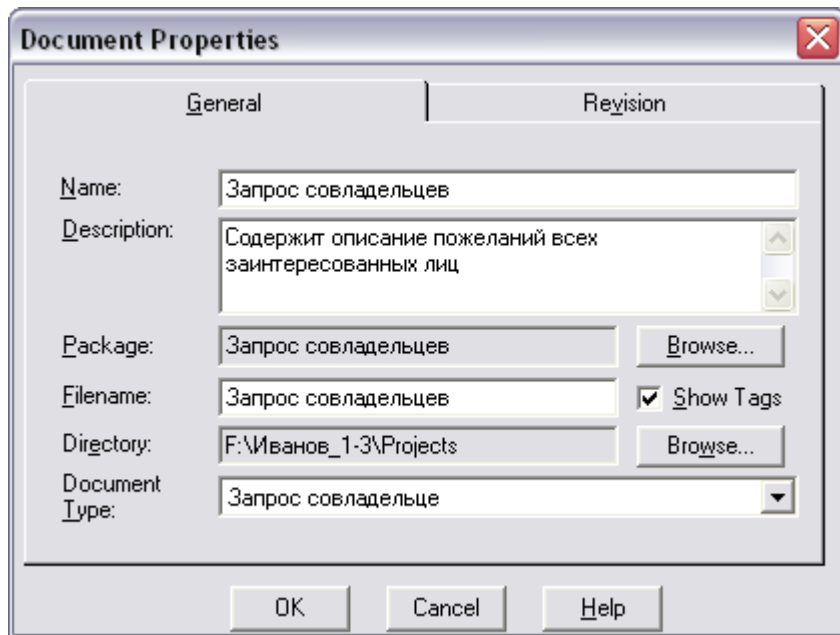 Document Properties
General Revision
Name: Запрос совладельцев
Description: Содержит описание пожеланий всех
заинтересованных лиц
Package: Запрос совладельцев Browse...
Filename: Запрос совладельцев Show Tags
Directory: F:\Иванов_1-3\Projects Browse...
Document
Type: Запрос совладельце
OK Cancel Help